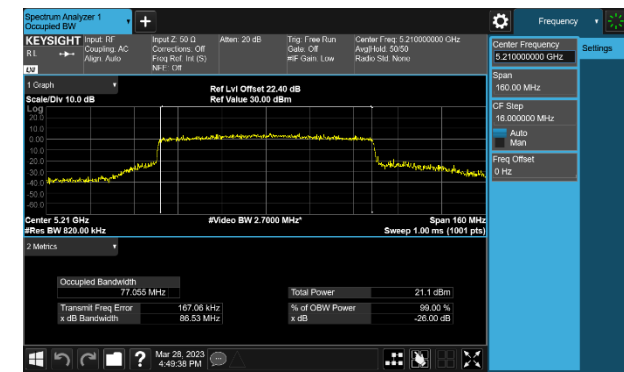 Spectrum Analyzer 1
Occupied BW
Frequency
KEYSIGHT
RL
LXI
Input: RF
Coupling: AC
Align: Auto
Input Z: 50 Ω
Corrections: Off
Freq Ref: Int (S)
NFE: Off
Atten: 20 dB
Trig: Free Run
Gate: Off
#IF Gain: Low
Center Freq: 5.210000000 GHz
Avg|Hold: 50/50
Radio Std: None
Center Frequency
5.210000000 GHz
Settings
Span
160.00 MHz
CF Step
16.000000 MHz
Auto
Man
Freq Offset
0 Hz
1 Graph
Scale/Div 10.0 dB
Ref Lvl Offset 22.40 dB
Ref Value 30.00 dBm
Log
20.0
10.0
0.00
-10.0
-20.0
-30.0
-40.0
-50.0
-60.0
Center 5.21 GHz
#Video BW 2.7000 MHz*
Span 160 MHz
#Res BW 820.00 kHz
Sweep 1.00 ms (1001 pts)
2 Metrics
Occupied Bandwidth
77.055 MHz
Total Power 21.1 dBm
Transmit Freq Error 167.06 kHz
% of OBW Power 99.00 %
x dB Bandwidth 86.53 MHz
x dB -26.00 dB
?
Mar 28, 2023
4:49:38 PM